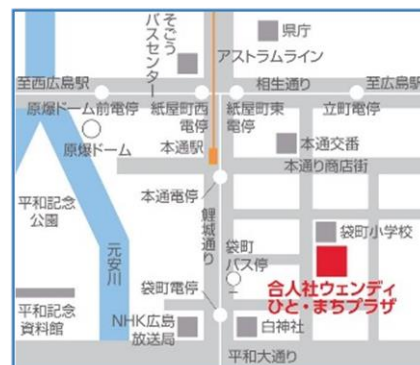 県庁
そごう
バスセンター
アストラムライン
至西広島駅
相生通り
至広島駅
原爆ドーム前電停
紙屋町西
電停
紙屋町東
電停
立町電停
原爆ドーム
本通駅
本通交番
本通り商店街
平和記念
公園
本通電停
鯉城通り
袋町
バス停
袋町小学校
元安川
合人社ウェンディ
ひと・まちプラザ
袋町電停
平和記念
資料館
NHK広島
放送局
白神社
平和大通り